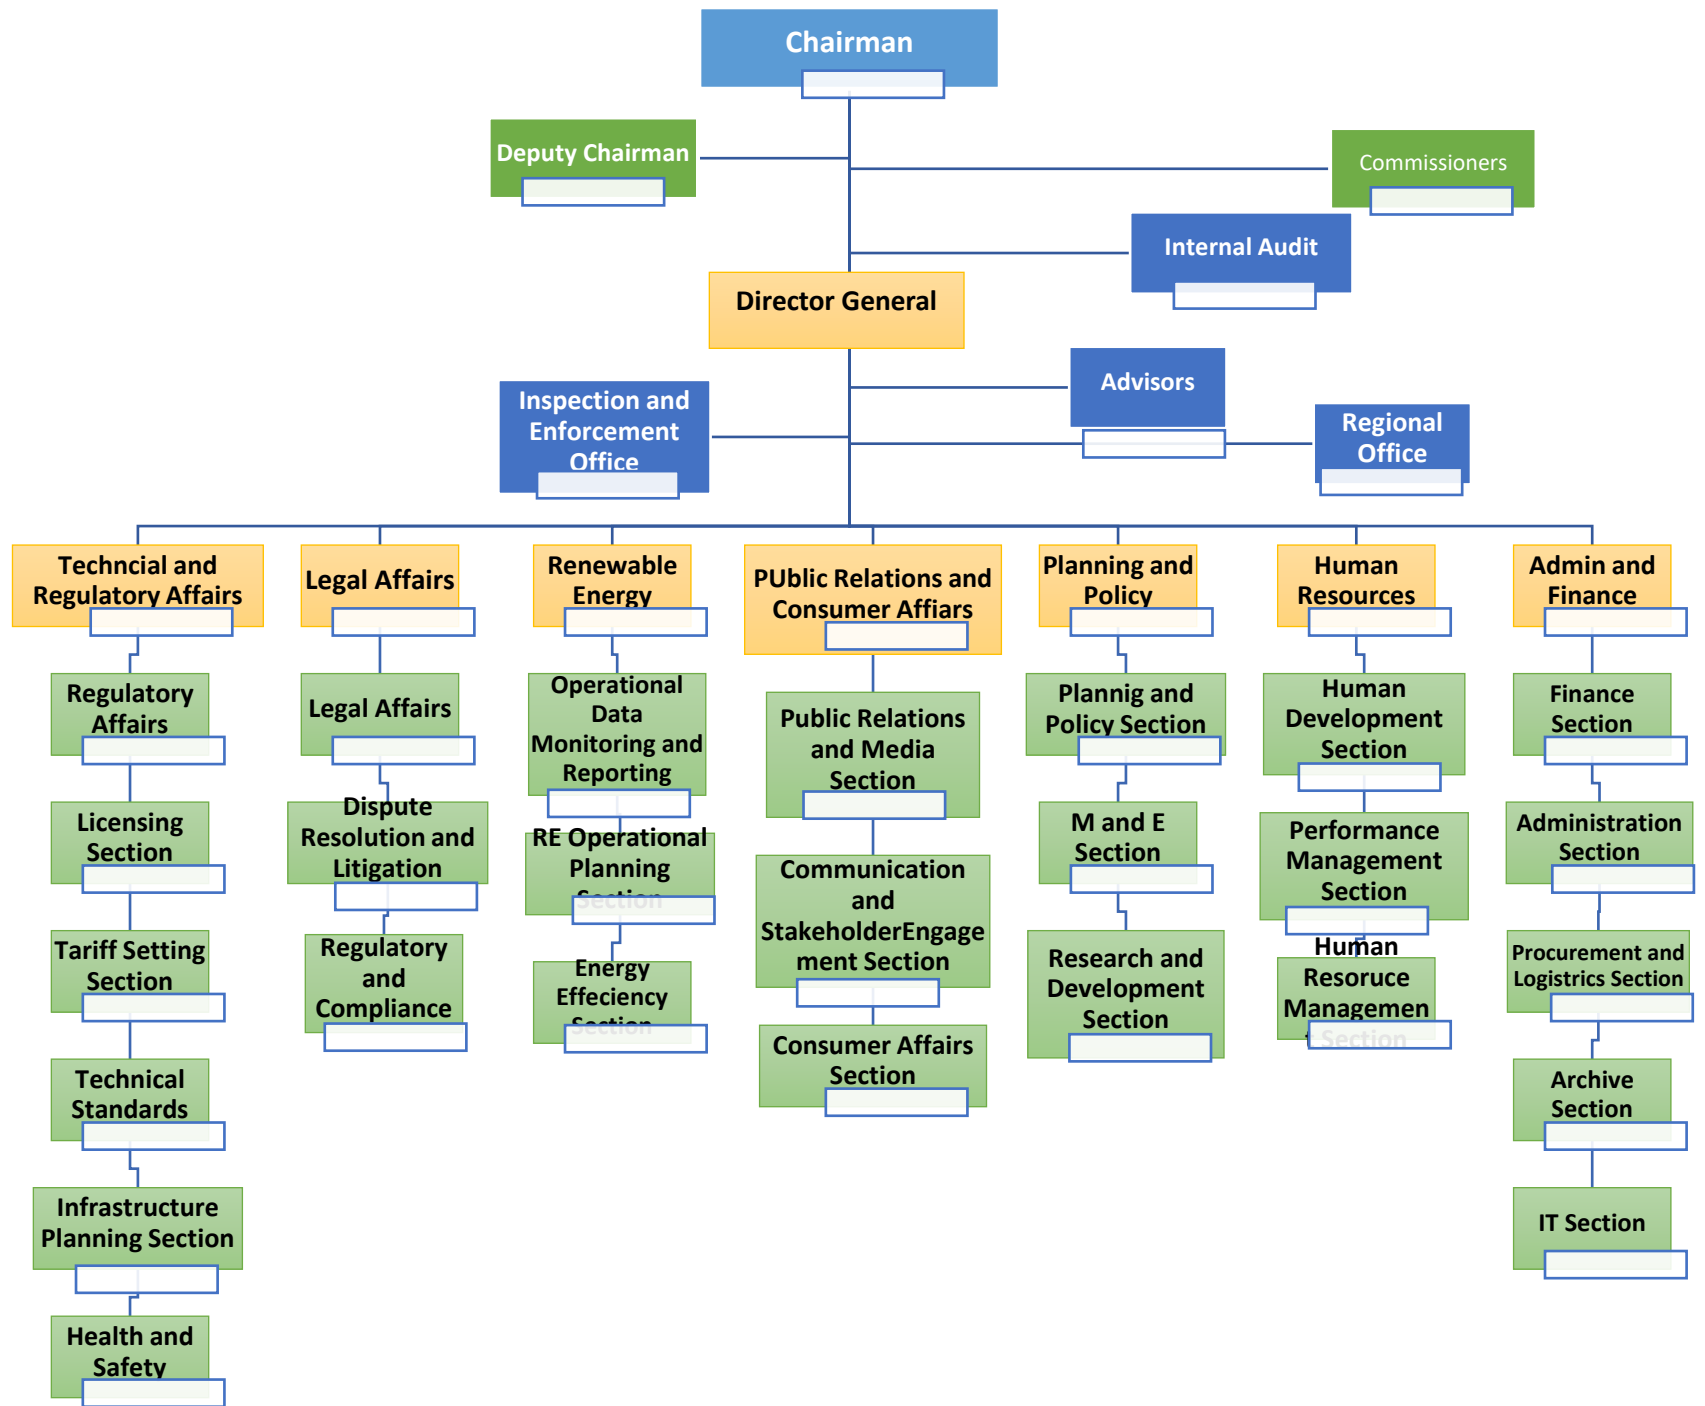 Chairman
Deputy Chairman
Commissioners
Internal Audit
Director General
Advisors
Inspection and
Enforcement
Office
Regional
Office
Techncial and
Regulatory Affairs
Regulatory
Affairs
Licensing
Section
Tariff Setting
Section
Technical
Standards
Infrastructure
Planning Section
Health and
Safety
Legal Affairs
Legal Affairs
Dispute
Resolution and
Litigation
Regulatory
and
Compliance
Renewable
Energy
Operational
Data
Monitoring and
Reporting
RE Operational
Planning
Section
Energy
Effeciency
Section
PUblic Relations and
Consumer Affiars
Public Relations
and Media
Section
Communication
and
StakeholderEngage
ment Section
Consumer Affairs
Section
Planning and
Policy
Plannig and
Policy Section
M and E
Section
Research and
Development
Section
Human
Resources
Human
Development
Section
Performance
Management
Section
Human
Resoruce
Managemen
t Section
Admin and
Finance
Finance
Section
Administration
Section
Procurement and
Logistrics Section
Archive
Section
IT Section